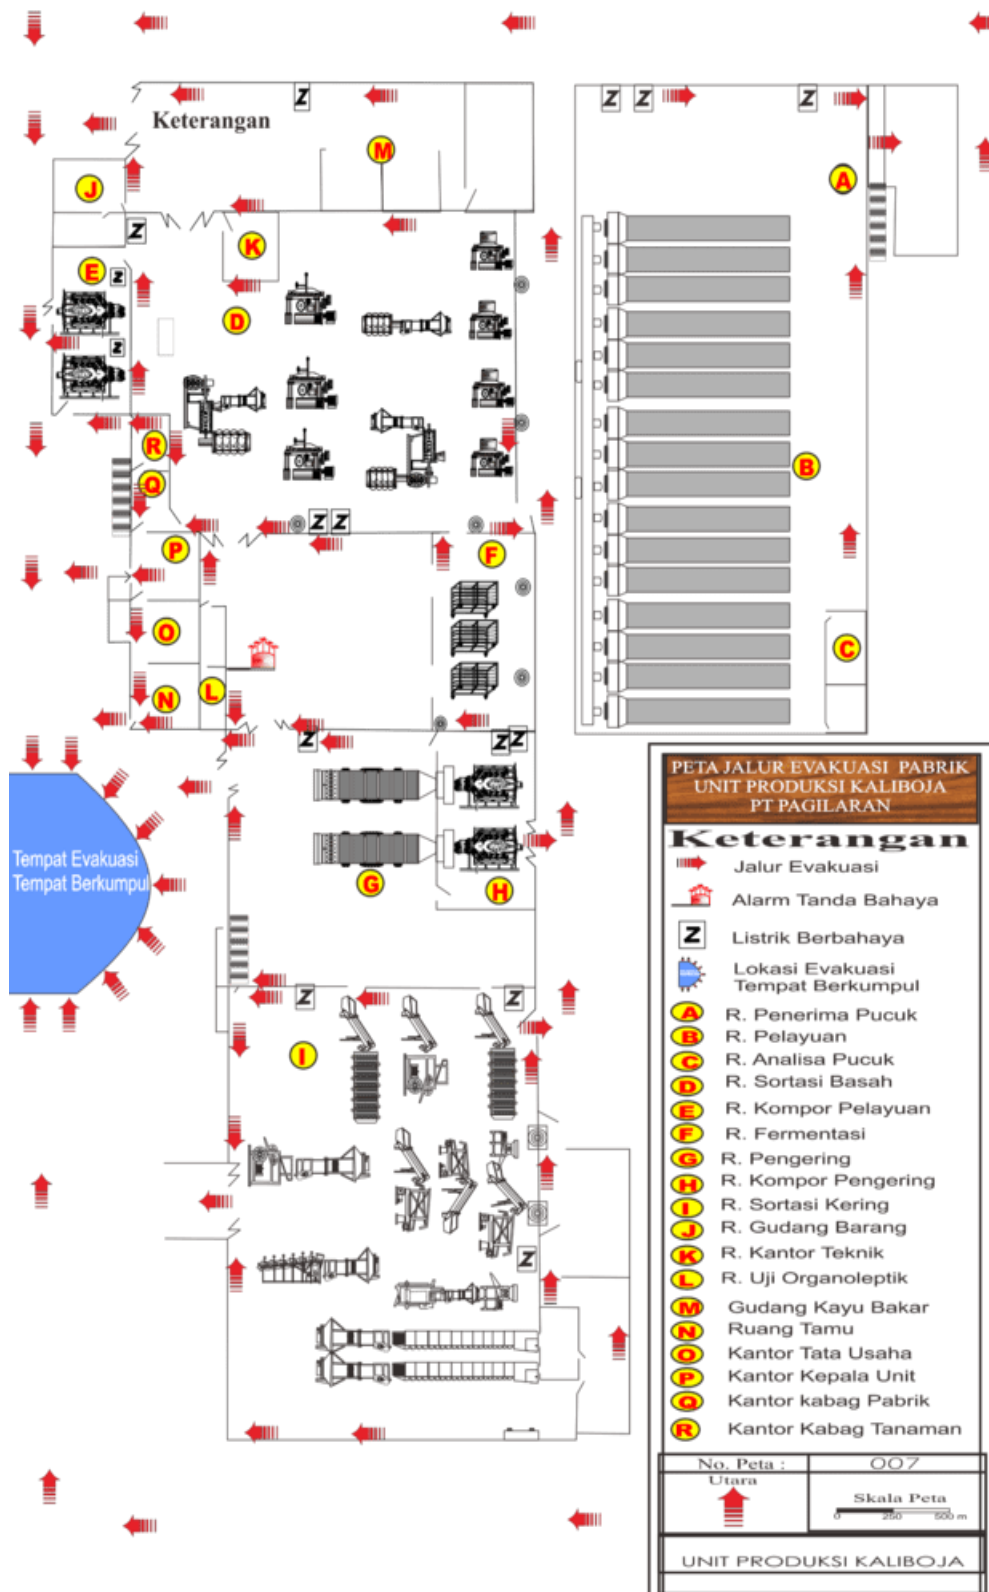 Z
Z
Z
Z
Keterangan
M
A
J
Z
K
E
Z
D
Z
R
B
Q
Z
Z
P
F
O
C
L
N
Z
Z
Z
Tempat Evakuasi
Tempat Berkumpul
G
H
Z
Z
I
Z
PETA JALUR EVAKUASI PABRIK
UNIT PRODUKSI KALIBOJA
PT PAGILARAN
Keterangan
Jalur Evakuasi
Alarm Tanda Bahaya
Z Listrik Berbahaya
Lokasi Evakuasi
Tempat Berkumpul
A R. Penerima Pucuk
B R. Pelayuan
C R. Analisa Pucuk
D R. Sortasi Basah
E R. Kompor Pelayuan
F R. Fermentasi
G R. Pengering
H R. Kompor Pengering
I R. Sortasi Kering
J R. Gudang Barang
K R. Kantor Teknik
L R. Uji Organoleptik
M Gudang Kayu Bakar
N Ruang Tamu
O Kantor Tata Usaha
P Kantor Kepala Unit
Q Kantor kabag Pabrik
R Kantor Kabag Tanaman
No. Peta : 007
Utara
Skala Peta
0 250 500 m
UNIT PRODUKSI KALIBOJA